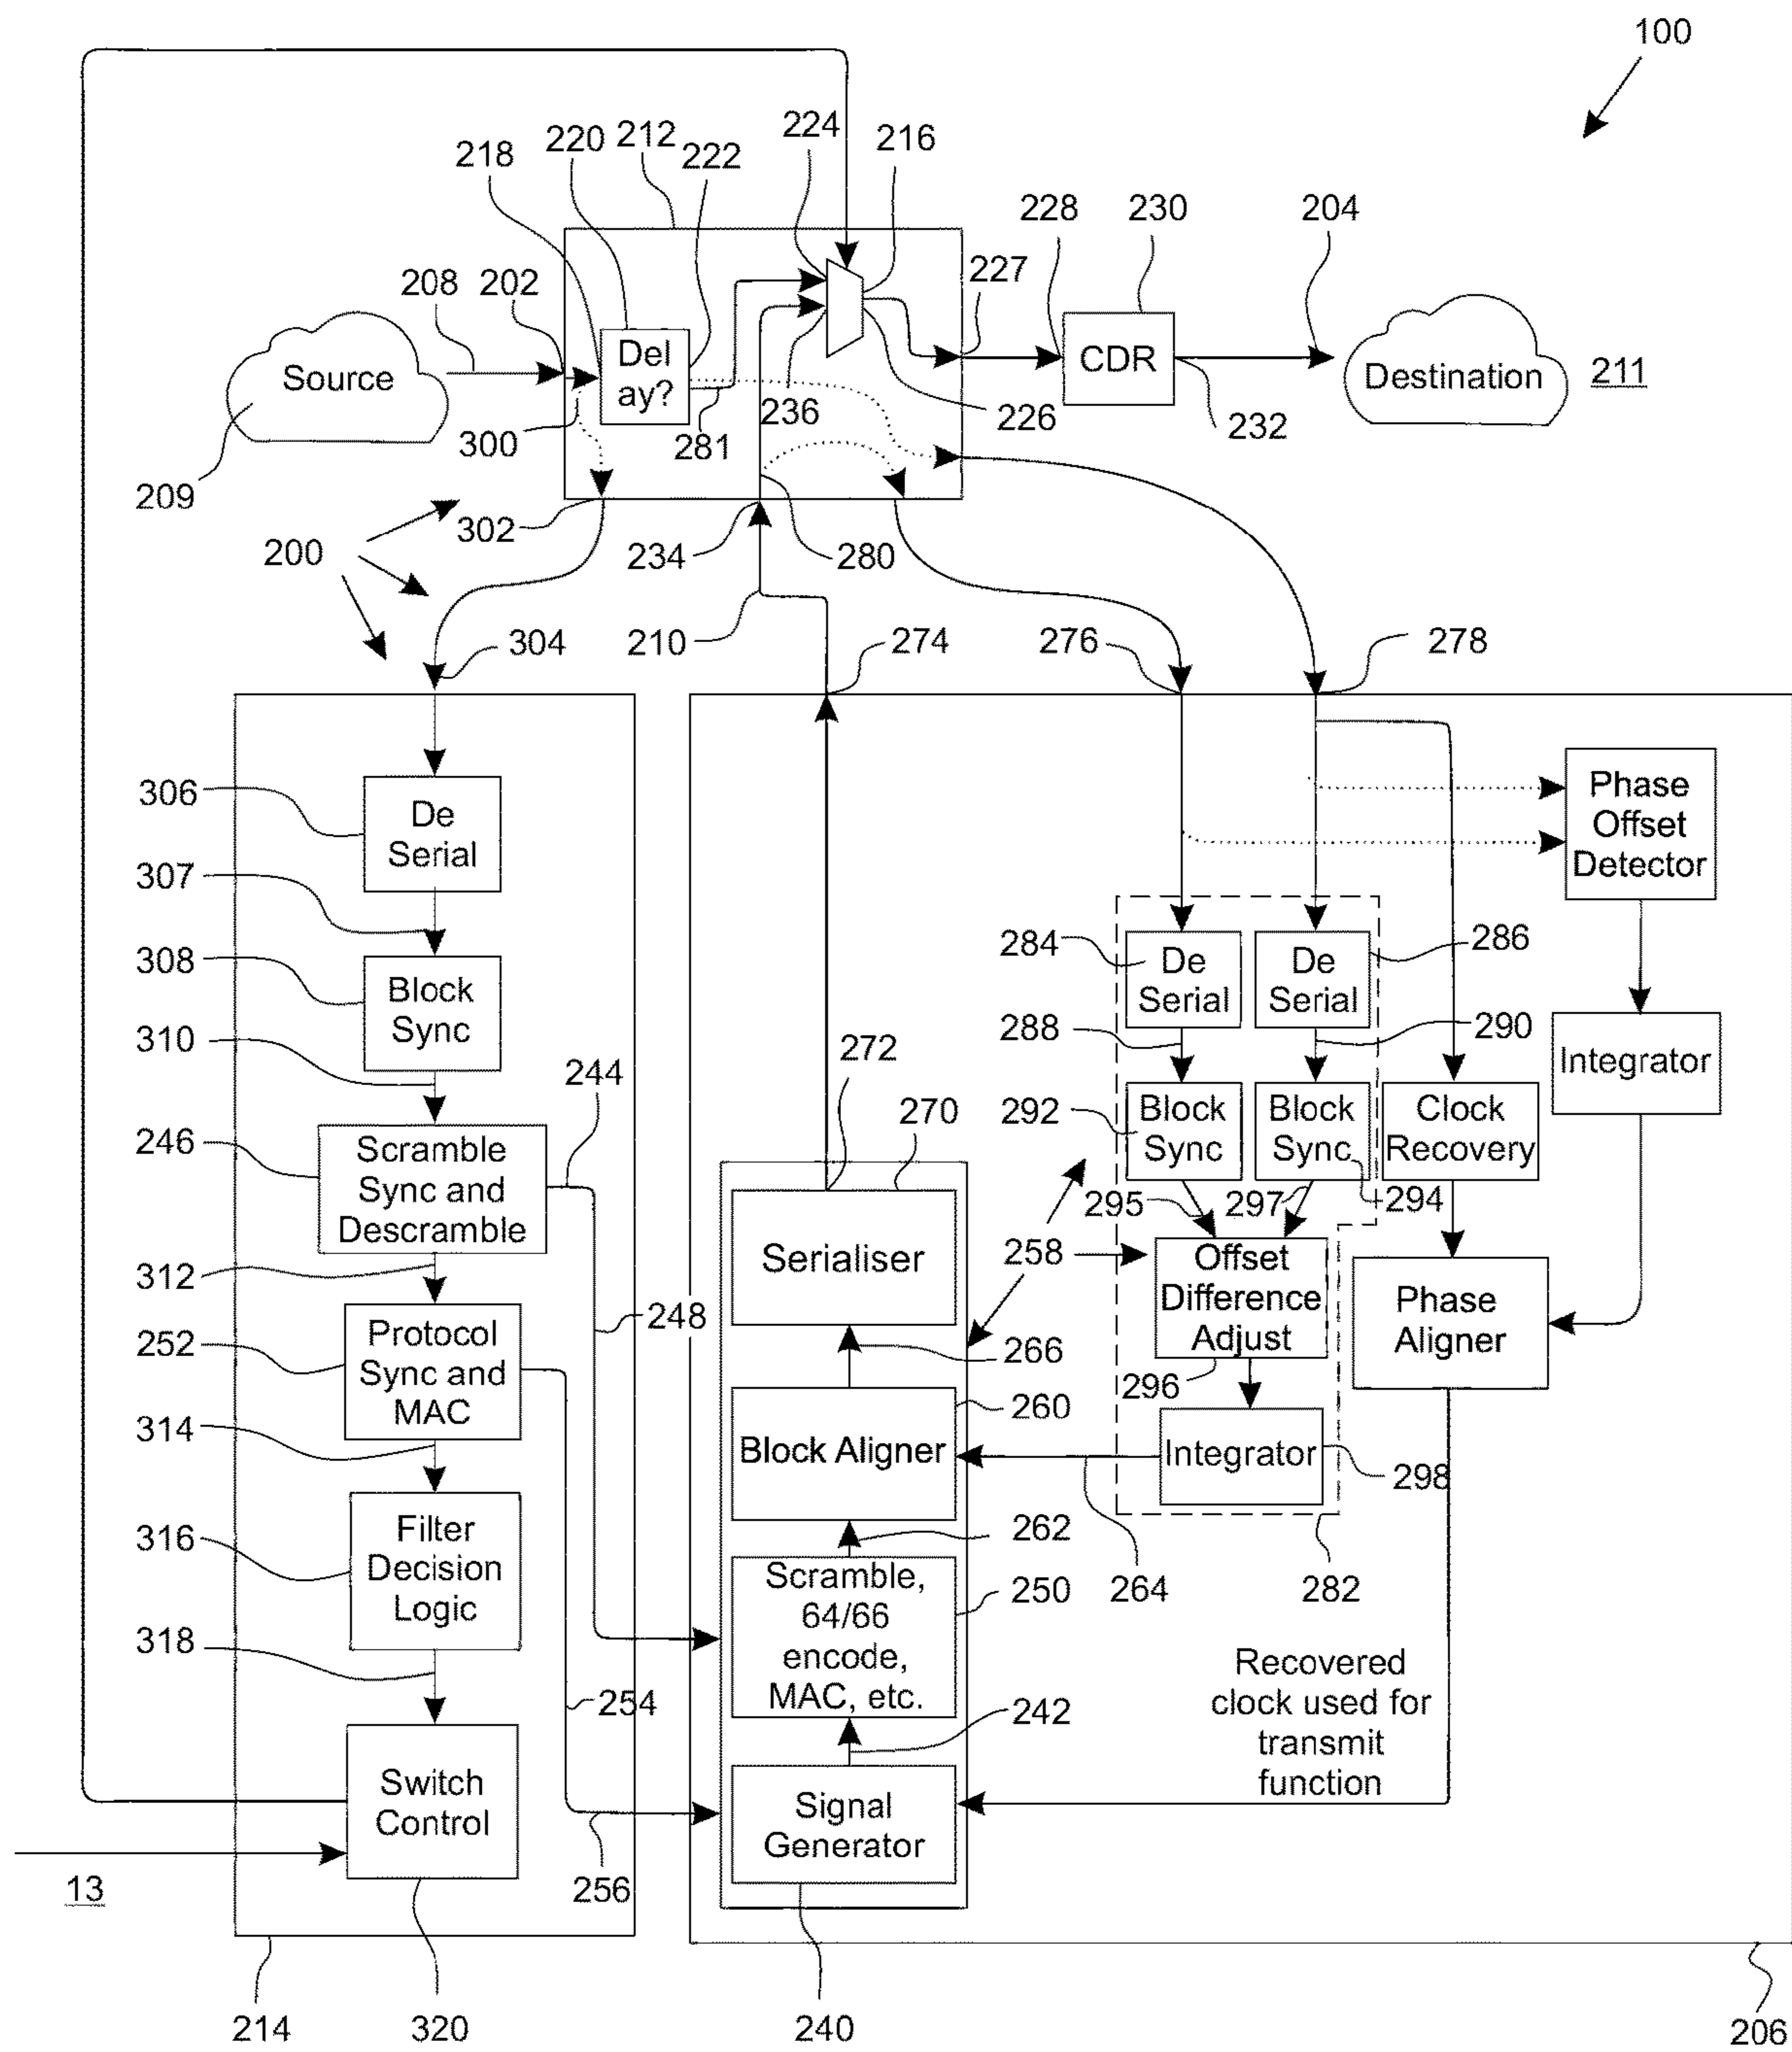 100
224
216
220
212
222
218
228
230
204
227
208
202
Source
Del
ay?
CDR
Destination
211
236
226
232
300
281
209
302
234
280
200
210
274
276
278
304
306
De
Serial
Phase
Offset
Detector
307
308
Block
Sync
284
De
Serial
De
Serial
286
310
288
290
272
Integrator
244
270
292
Block
Sync
Block
Sync
Clock
Recovery
246
Scramble
Sync and
Descramble
295
297
294
Serialiser
258
Offset
Difference
Adjust
Phase
Aligner
312
248
252
Protocol
Sync and
MAC
266
296
260
314
Block Aligner
Integrator
298
316
Filter
Decision
Logic
262
264
282
Scramble,
64/66
encode,
MAC, etc.
250
318
254
242
Recovered
clock used for
transmit
function
Switch
Control
Signal
Generator
13
256
214
320
240
206